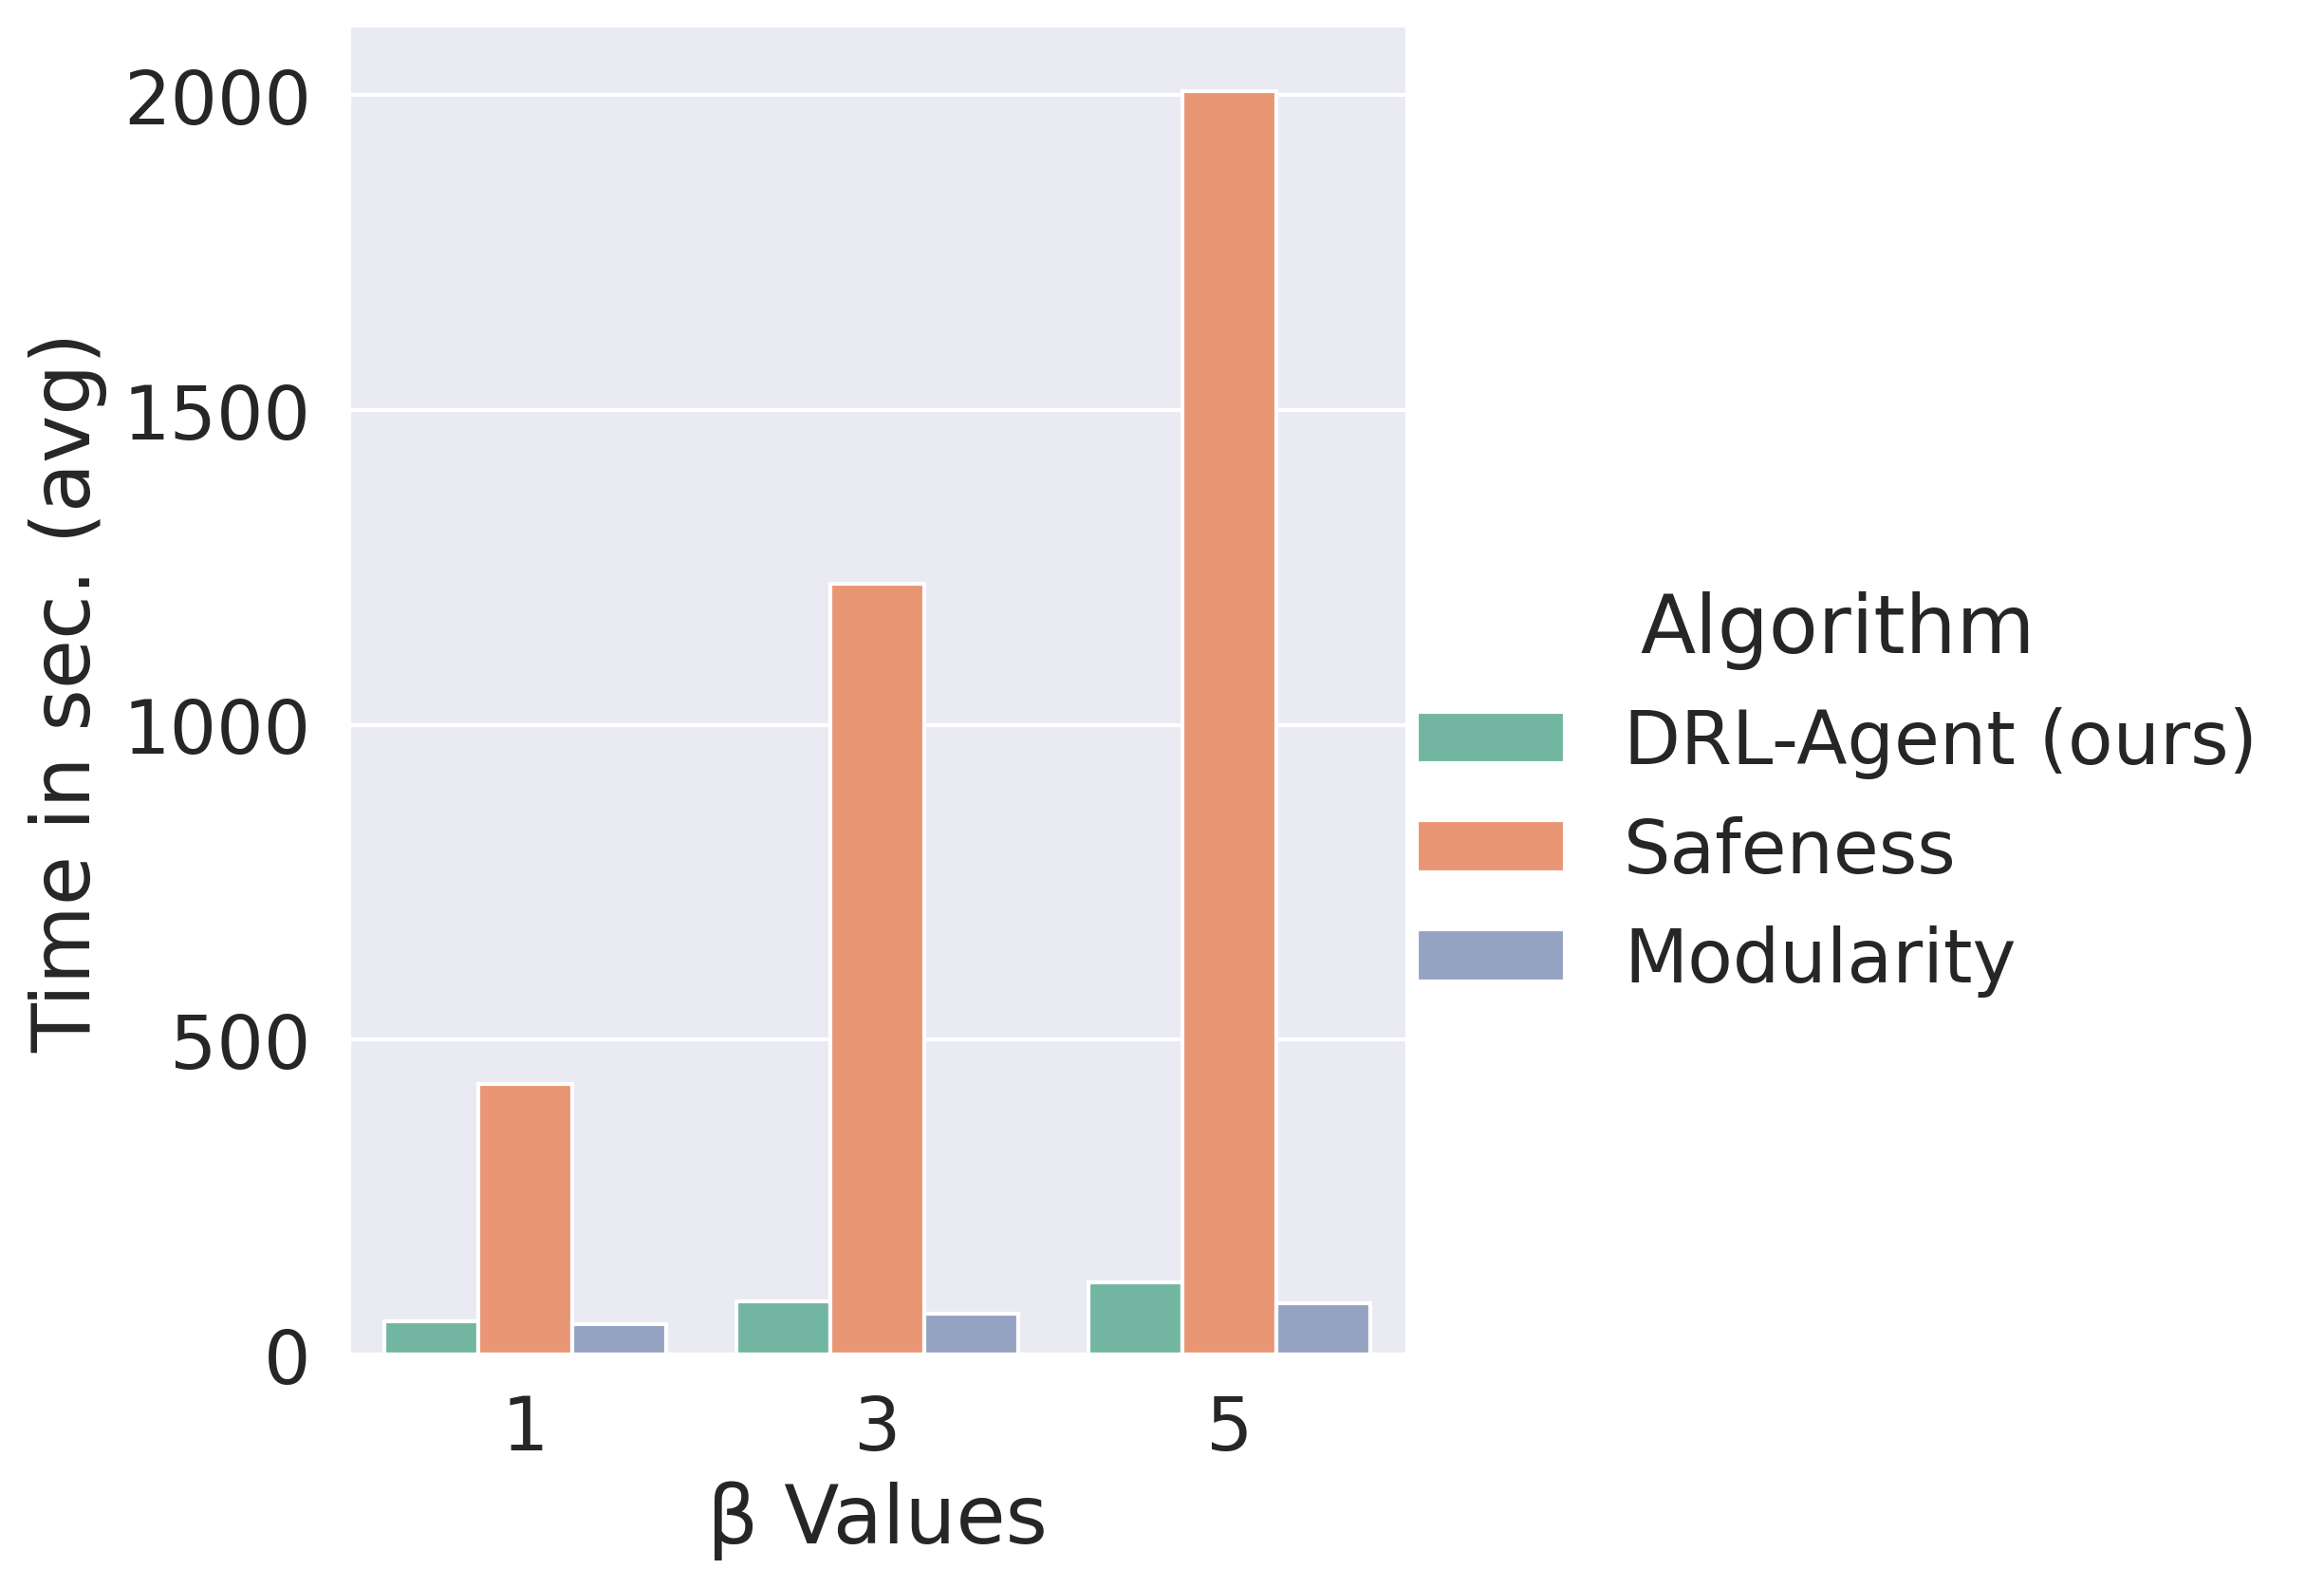 2000
1500
1000
500
0
Time in sec. (avg)
1 3 5
β Values
Algorithm
DRL-Agent (ours)
Safeness
Modularity